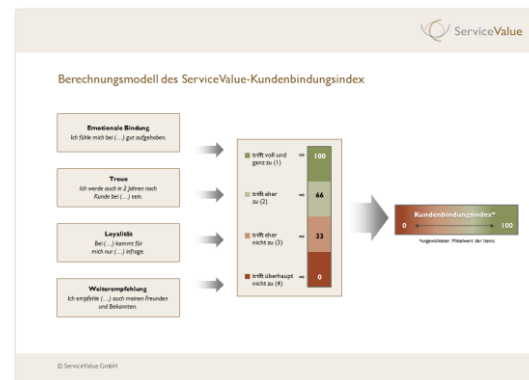 ServiceValue
Berechnungsmodell des ServiceValue-Kundenbindungsindex
Emotionale Bindung
Ich fühle mich bei (…) gut aufgehoben.
Treue
Ich werde auch in 2 Jahren noch
Kunde bei (…) sein.
Loyalität
Bei (…) kommt für
mich nur (…) infrage.
Weiterempfehlung
Ich empfehle (…) auch meinen Freunden
und Bekannten.
trifft voll und
ganz zu (1) = 100
trifft eher
zu (2) = 66
trifft eher
nicht zu (3) = 33
trifft überhaupt
nicht zu (4) = 0
Kundenbindungsindex*
0 100
*ungewichteter Mittelwert der Items
© ServiceValue GmbH